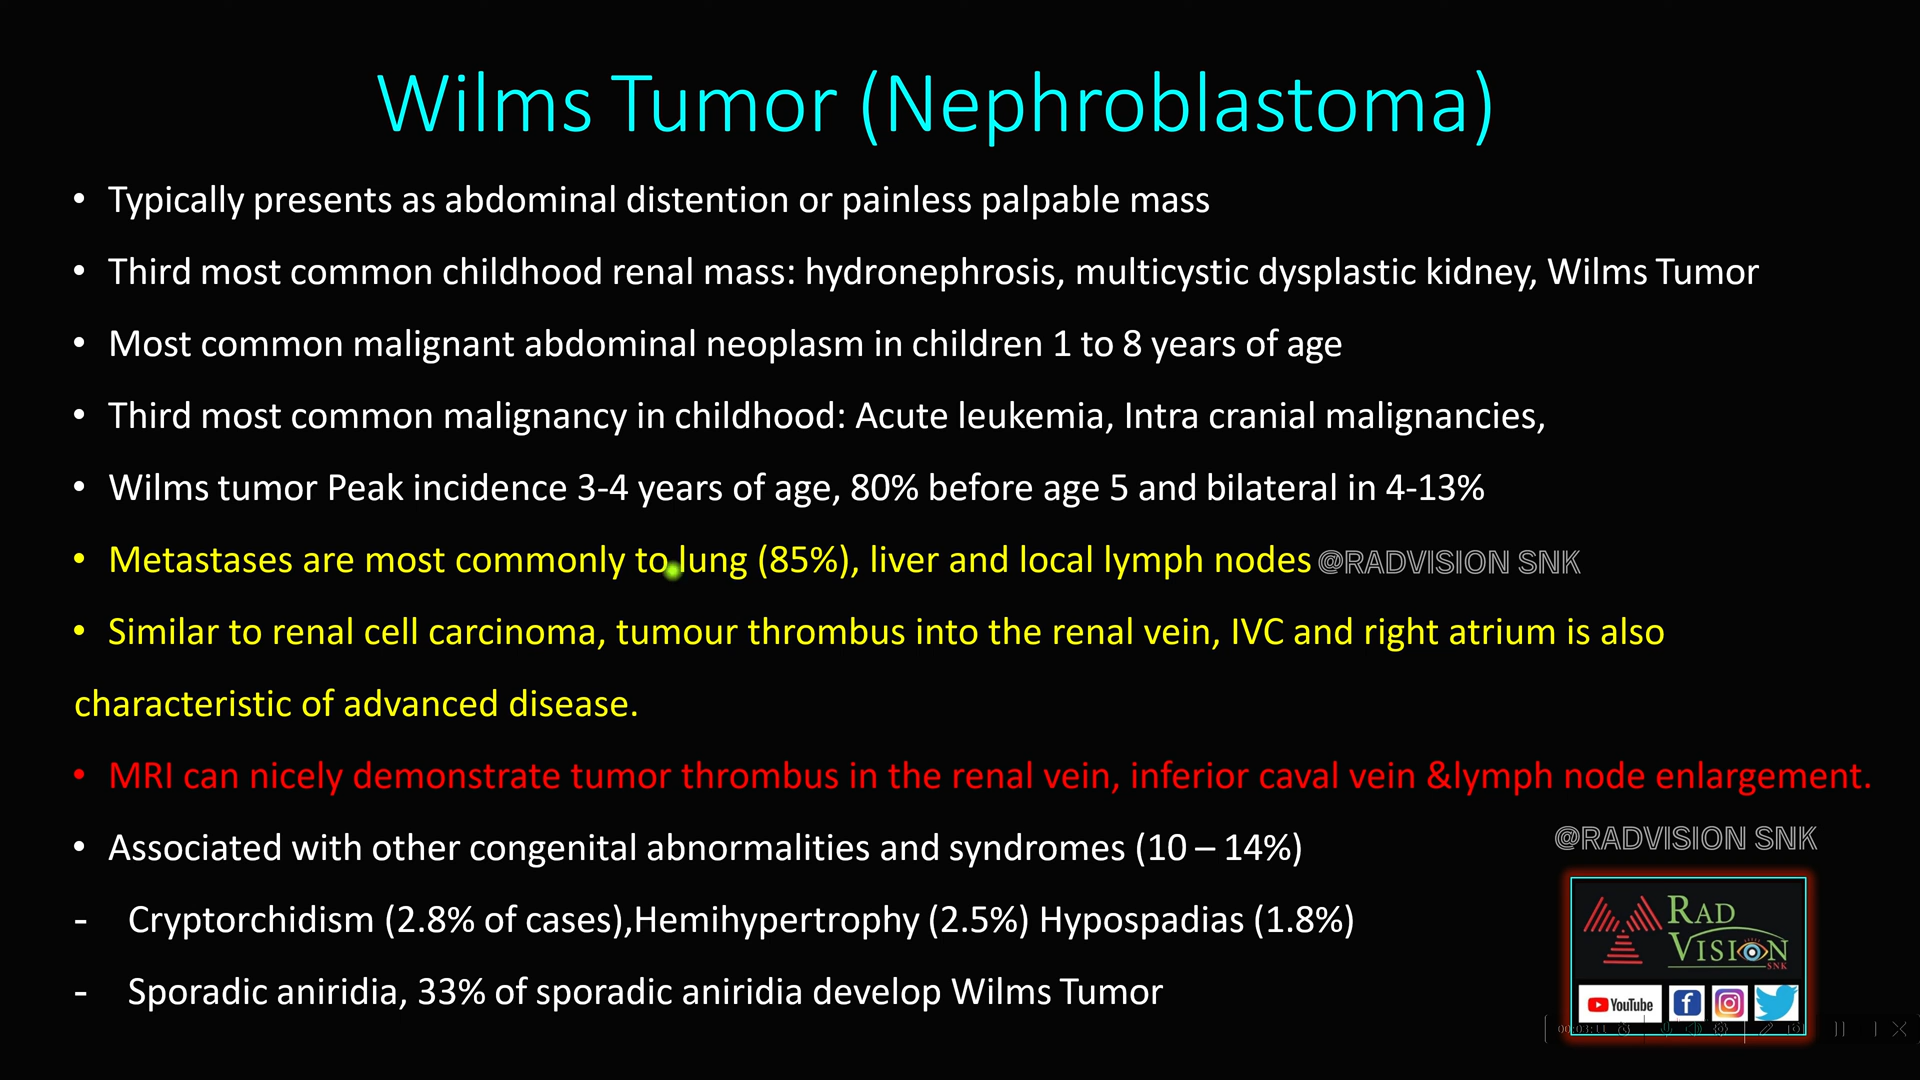 Wilms Tumor (Nephroblastoma)
• Typically presents as abdominal distention or painless palpable mass
• Third most common childhood renal mass: hydronephrosis, multicystic dysplastic kidney, Wilms Tumor
• Most common malignant abdominal neoplasm in children 1 to 8 years of age
• Third most common malignancy in childhood: Acute leukemia, Intra cranial malignancies,
• Wilms tumor Peak incidence 3-4 years of age, 80% before age 5 and bilateral in 4-13%
• Metastases are most commonly to lung (85%), liver and local lymph nodes @RADVISION SNK
• Similar to renal cell carcinoma, tumour thrombus into the renal vein, IVC and right atrium is also
characteristic of advanced disease.
• MRI can nicely demonstrate tumor thrombus in the renal vein, inferior caval vein &lymph node enlargement.
• Associated with other congenital abnormalities and syndromes (10 – 14%)
@RADVISION SNK
- Cryptorchidism (2.8% of cases),Hemihypertrophy (2.5%) Hypospadias (1.8%)
- Sporadic aniridia, 33% of sporadic aniridia develop Wilms Tumor
RAD
VISION
SNK
YouTube